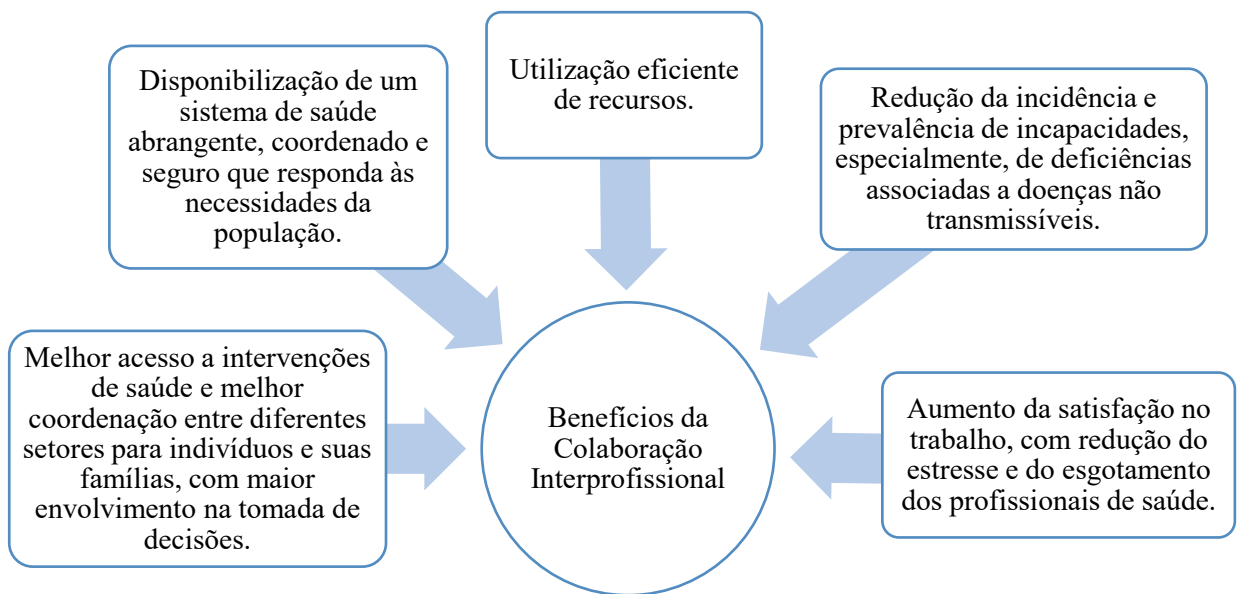 Disponibilização de um
sistema de saúde
abrangente, coordenado e
seguro que responda às
necessidades da
população.
Utilização eficiente
de recursos.
Redução da incidência e
prevalência de incapacidades,
especialmente, de deficiências
associadas a doenças não
transmissíveis.
Melhor acesso a intervenções
de saúde e melhor
coordenação entre diferentes
setores para indivíduos e suas
famílias, com maior
envolvimento na tomada de
decisões.
Benefícios da
Colaboração
Interprofissional
Aumento da satisfação no
trabalho, com redução do
estresse e do esgotamento
dos profissionais de saúde.